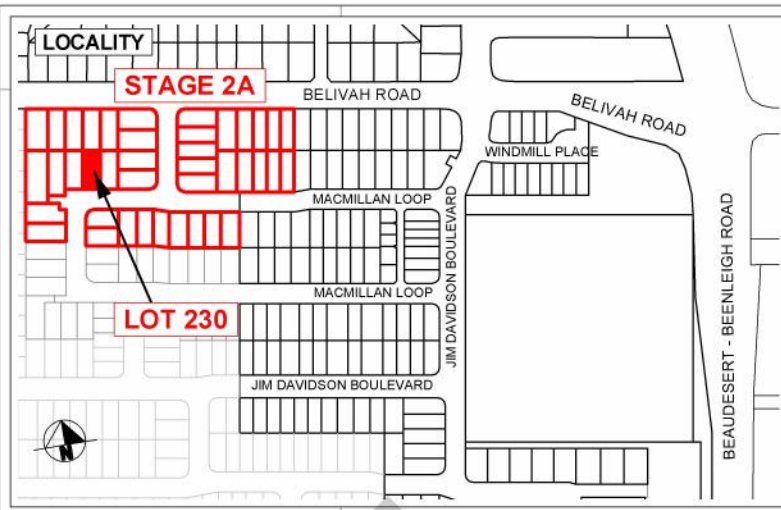 LOCALITY
STAGE 2A
BELIVAH ROAD
BELIVAH ROAD
WINDMILL PLACE
MACMILLAN LOOP
JIM DAVIDSON BOULEVARD
BEAUDESERT - BEENLEIGH ROAD
MACMILLAN LOOP
LOT 230
JIM DAVIDSON BOULEVARD
N